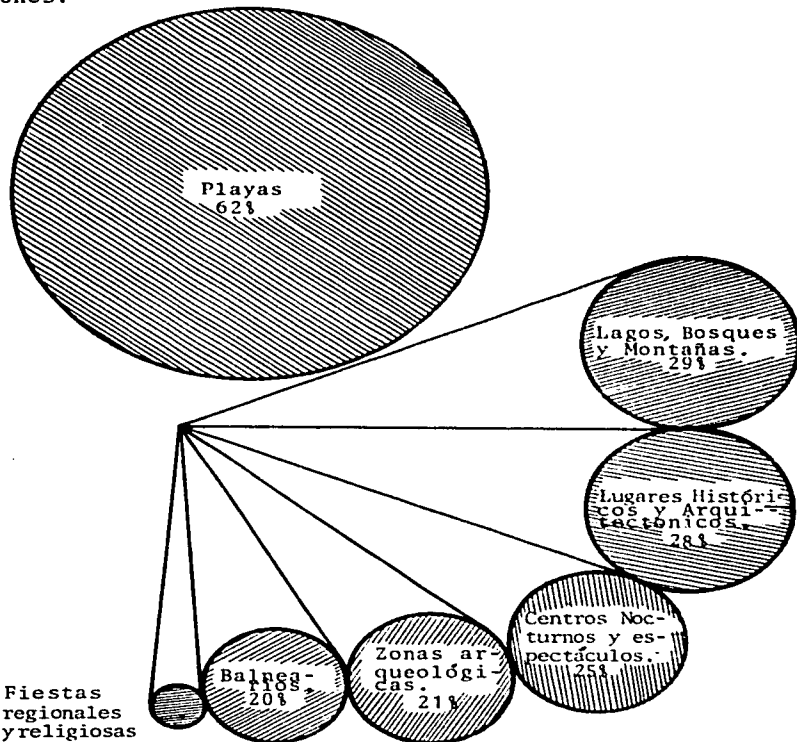 Playas
62%
Lagos, Bosques
y Montañas.
29%
Lugares Históri-
cos y Arqui--
tectónicos.
28%
Centros Noc-
turnos y es-
pectáculos.
25%
Zonas ar-
queológi-
cas.
21%
Balnea-
rios.
20%
Fiestas
regionales
y religiosas